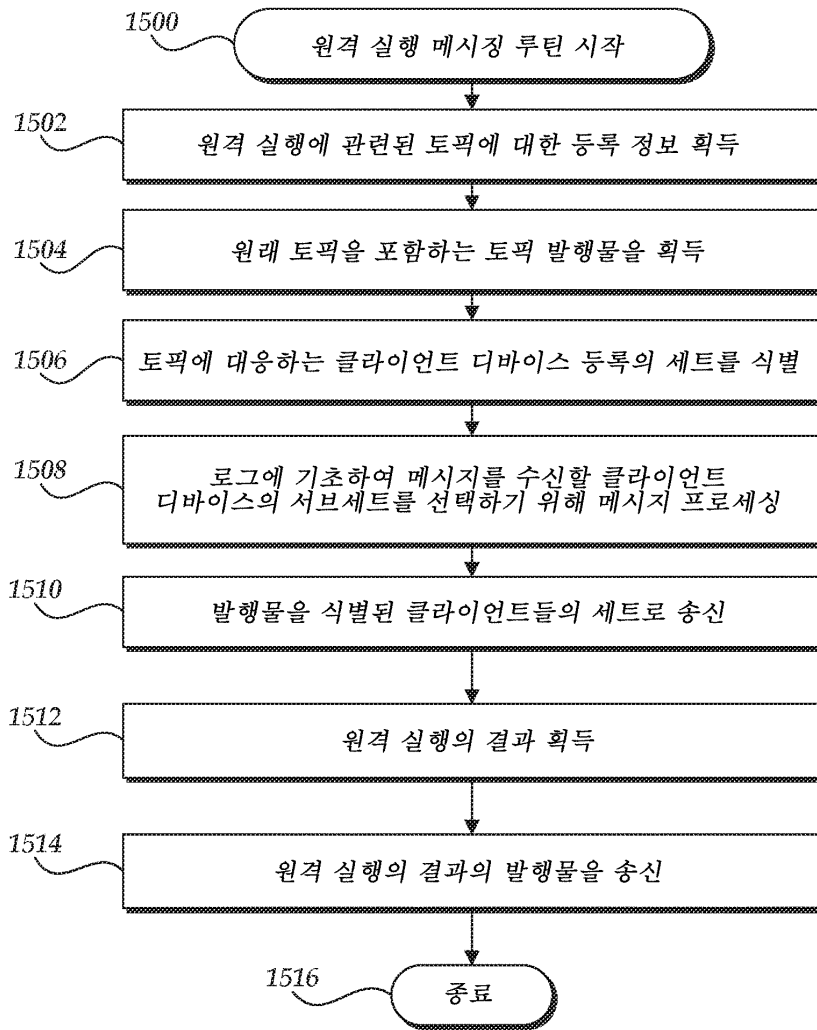 1500
원격 실행 메시징 루틴 시작
1502
원격 실행에 관련된 토픽에 대한 등록 정보 획득
1504
원래 토픽을 포함하는 토픽 발행물을 획득
1506
토픽에 대응하는 클라이언트 디바이스 등록의 세트를 식별
1508
로그에 기초하여 메시지를 수신할 클라이언트
디바이스의 서브세트를 선택하기 위해 메시지 프로세싱
1510
발행물을 식별된 클라이언트들의 세트로 송신
1512
원격 실행의 결과 획득
1514
원격 실행의 결과의 발행물을 송신
1516
종료